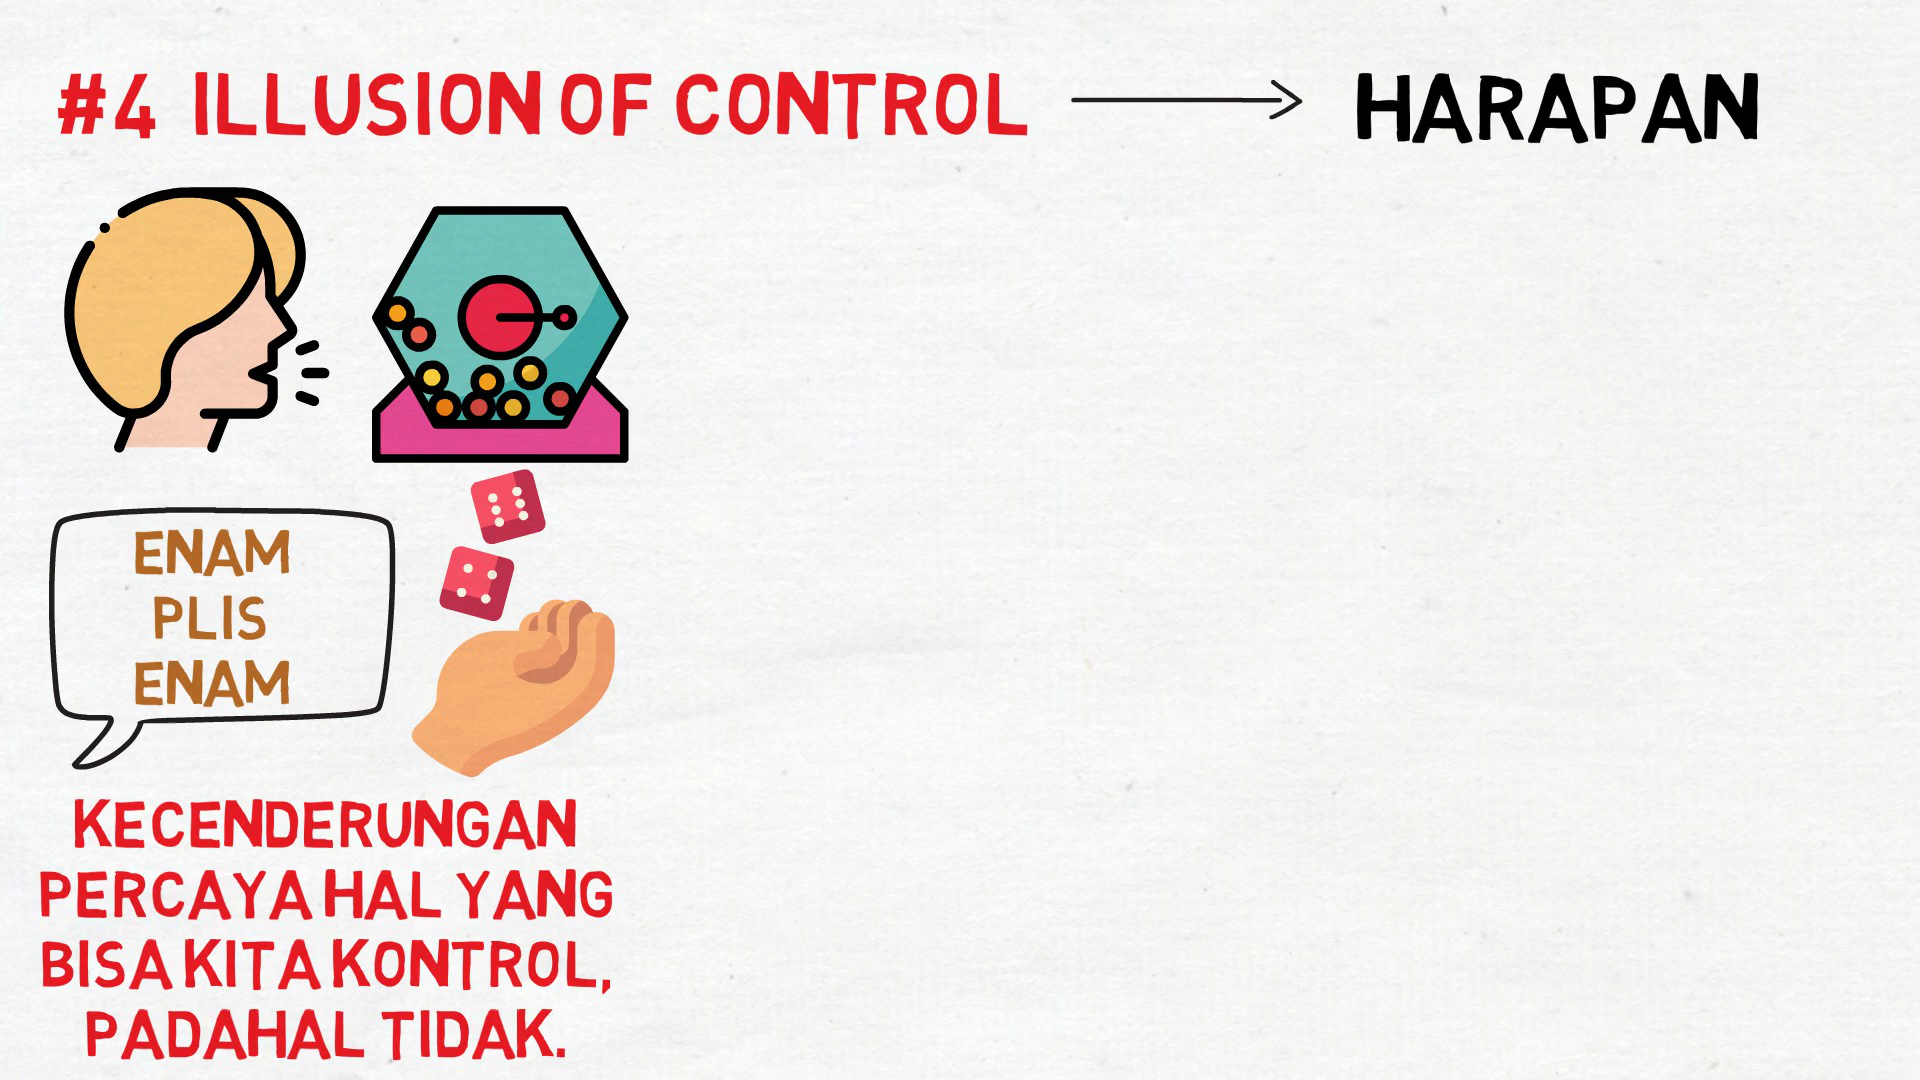 #4 ILLUSION OF CONTROL
HARAPAN
ENAM
PLIS
ENAM
KECENDERUNGAN
PERCAYA HAL YANG
BISA KITA KONTROL,
PADAHAL TIDAK.